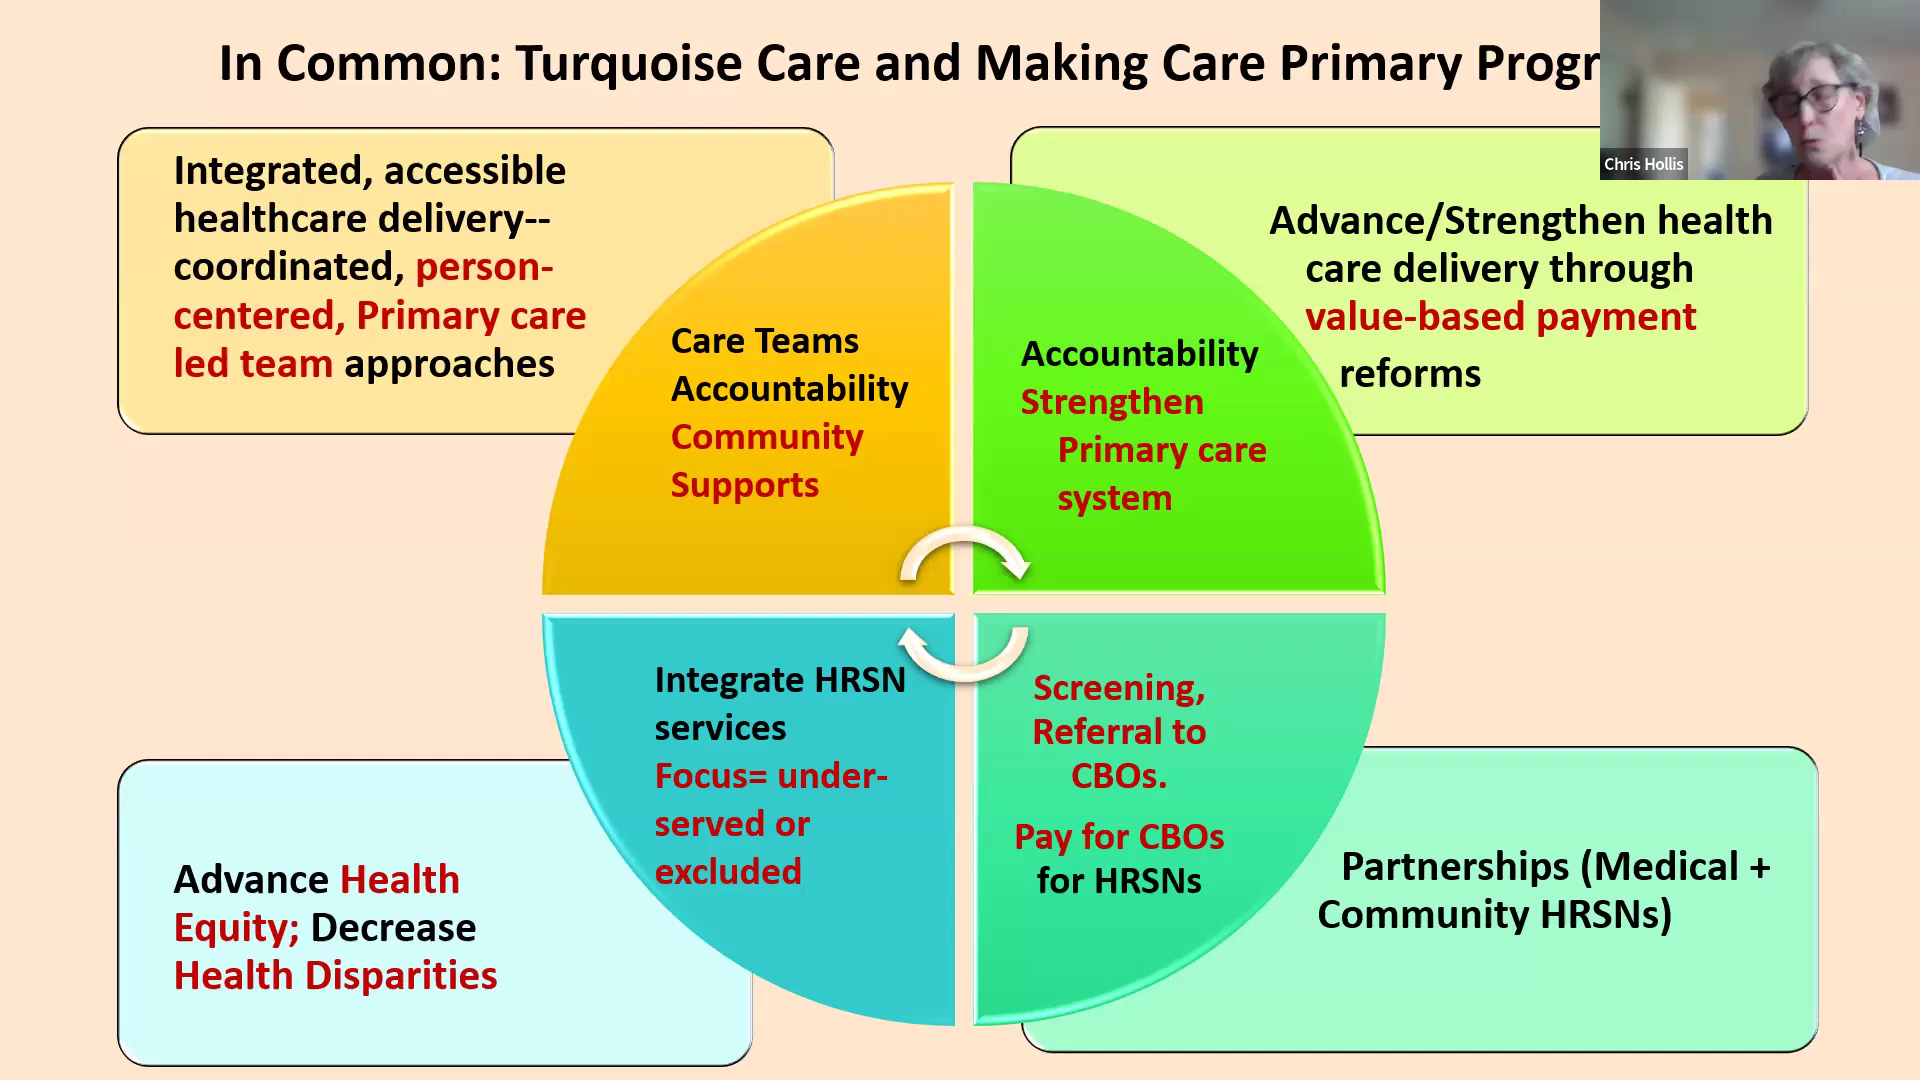 In Common: Turquoise Care and Making Care Primary
Chris Hollis
Integrated, accessible
healthcare delivery--
coordinated, person-
centered, Primary care
led team approaches
Care Teams
Accountability
Community
Supports
Accountability
Strengthen
Primary care
system
Advance/Strengthen health
care delivery through
value-based payment
reforms
Integrate HRSN
services
Focus= under-
served or
excluded
Screening,
Referral to
CBOs.
Pay for CBOs
for HRSNs
Advance Health
Equity; Decrease
Health Disparities
Partnerships (Medical +
Community HRSNs)